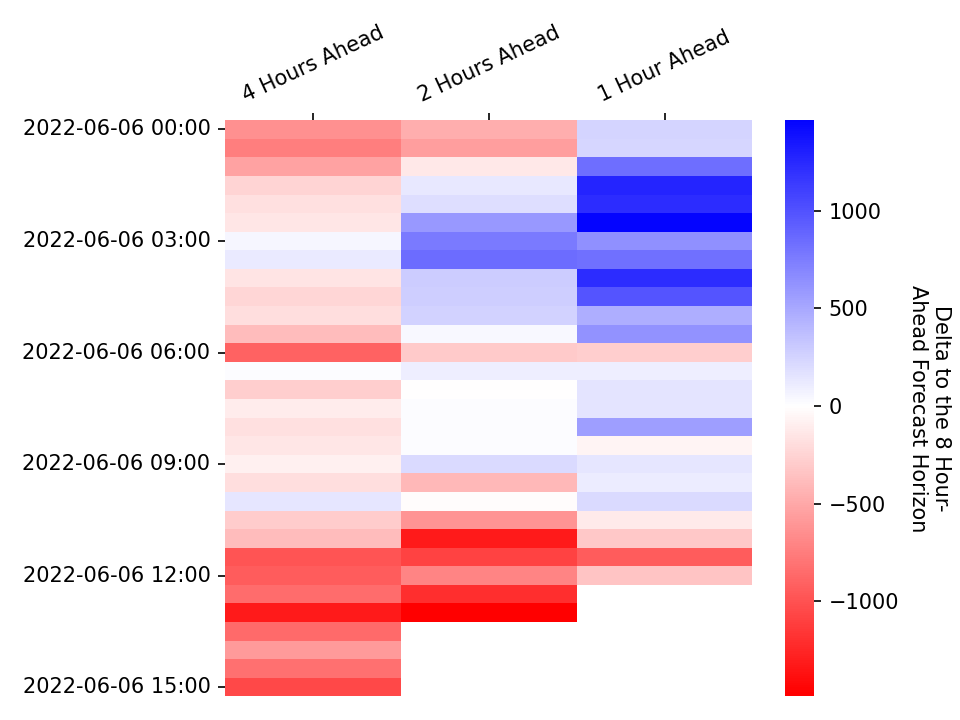 4 Hours Ahead
2 Hours Ahead
1 Hour Ahead
2022-06-06 00:00
2022-06-06 03:00
2022-06-06 06:00
2022-06-06 09:00
2022-06-06 12:00
2022-06-06 15:00
1000
500
0
−500
−1000
Delta to the 8 Hour-
Ahead Forecast Horizon